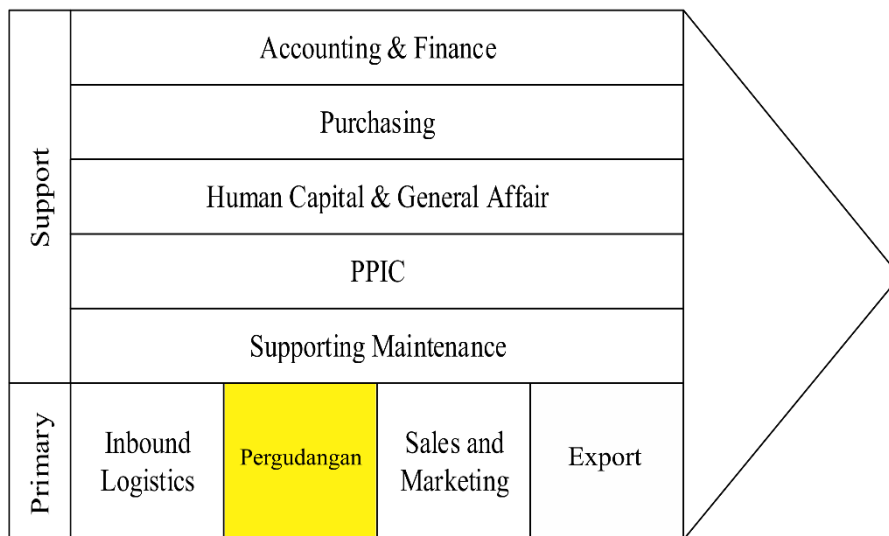 Support
Accounting & Finance
Purchasing
Human Capital & General Affair
PPIC
Supporting Maintenance
Primary
Inbound
Logistics
Pergudangan
Sales and
Marketing
Export